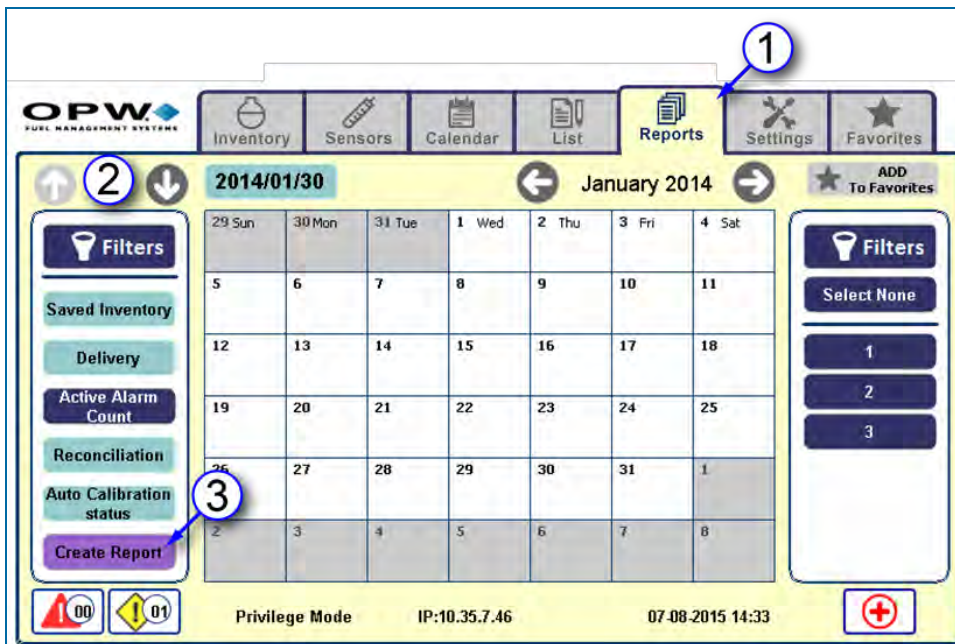 1
OPW
FUEL MANAGEMENT SYSTEMS
Inventory
Sensors
Calendar
List
Reports
Settings
Favorites
2
2014/01/30
January 2014
ADD
To Favorites
Filters
Saved Inventory
Delivery
Active Alarm
Count
Reconciliation
Auto Calibration
status
3
Create Report
29 Sun 30 Mon 31 Tue 1 Wed 2 Thu 3 Fri 4 Sat
5 6 7 8 9 10 11
12 13 14 15 16 17 18
19 20 21 22 23 24 25
26 27 28 29 30 31 1
2 3 4 5 6 7 8
Filters
Select None
1
2
3
00
01
Privilege Mode IP:10.35.7.46 07-08-2015 14:33